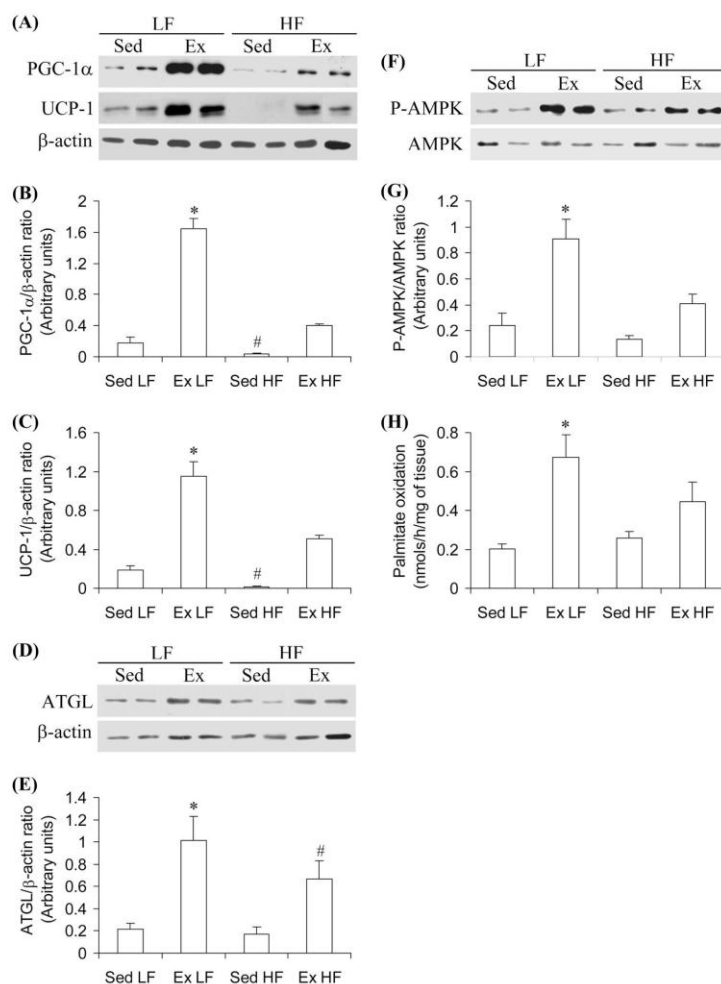 (A)
LF HF
Sed Ex Sed Ex
PGC-1α
UCP-1
β-actin
(B)
PGC-1α/β-actin ratio
(Arbitrary units)
2
1.6
1.2
0.8
0.4
0
*
#
Sed LF Ex LF Sed HF Ex HF
(C)
UCP-1/β-actin ratio
(Arbitrary units)
1.6
1.2
0.8
0.4
0
*
#
Sed LF Ex LF Sed HF Ex HF
(D)
LF HF
Sed Ex Sed Ex
ATGL
β-actin
(E)
ATGL/β-actin ratio
(Arbitrary units)
1.4
1.2
1
0.8
0.6
0.4
0.2
0
*
#
Sed LF Ex LF Sed HF Ex HF
(F)
LF HF
Sed Ex Sed Ex
P-AMPK
AMPK
(G)
P-AMPK/AMPK ratio
(Arbitrary units)
1.2
1
0.8
0.6
0.4
0.2
0
*
Sed LF Ex LF Sed HF Ex HF
(H)
Palmitate oxidation
(nmols/h/mg of tissue)
1
0.8
0.6
0.4
0.2
0
*
Sed LF Ex LF Sed HF Ex HF